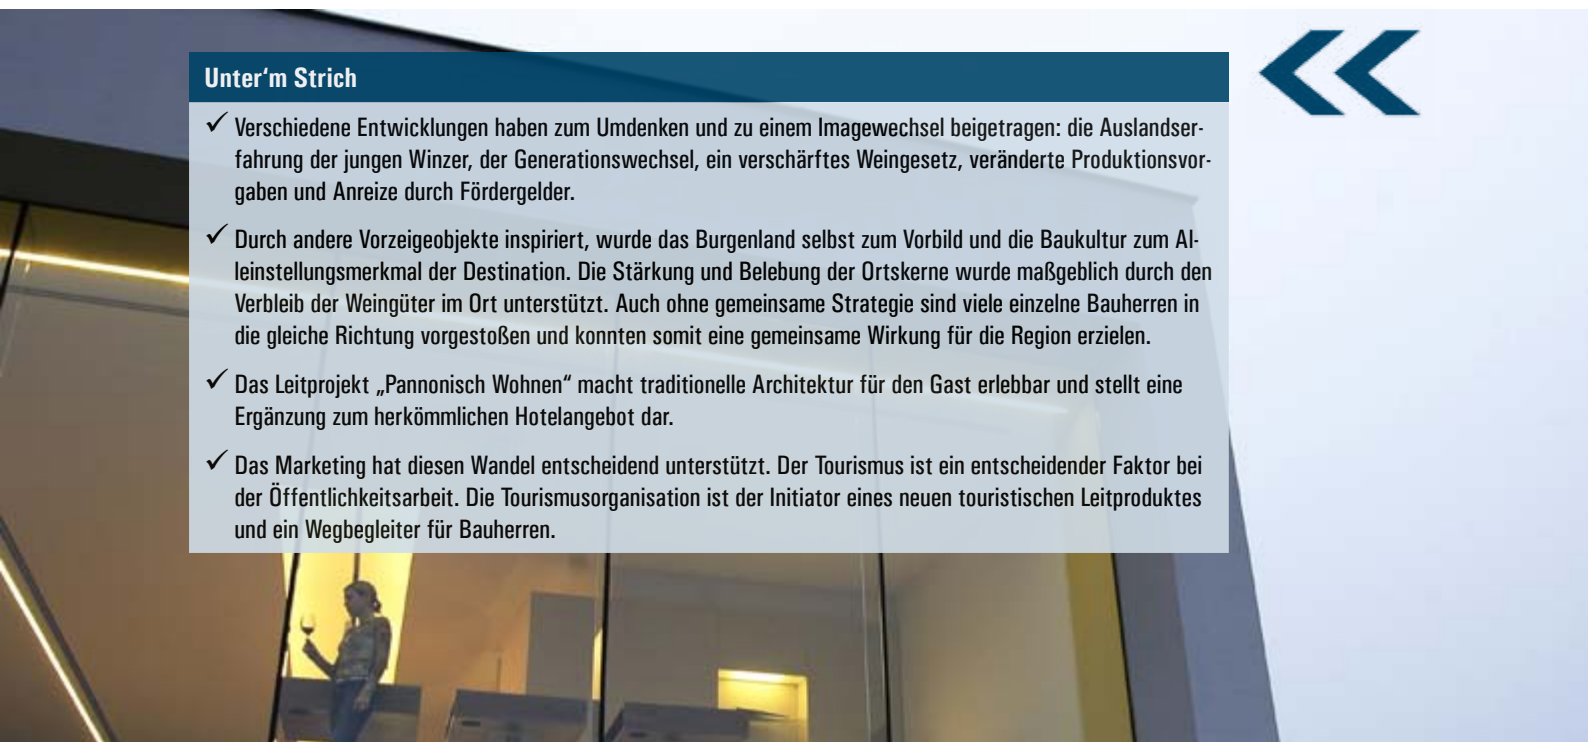 Unter‘m Strich
✓ Verschiedene Entwicklungen haben zum Umdenken und zu einem Imagewechsel beigetragen: die Auslandser-
fahrung der jungen Winzer, der Generationswechsel, ein verschärftes Weingesetz, veränderte Produktionsvor-
gaben und Anreize durch Fördergelder.
✓ Durch andere Vorzeigeobjekte inspiriert, wurde das Burgenland selbst zum Vorbild und die Baukultur zum Al-
leinstellungsmerkmal der Destination. Die Stärkung und Belebung der Ortskerne wurde maßgeblich durch den
Verbleib der Weingüter im Ort unterstützt. Auch ohne gemeinsame Strategie sind viele einzelne Bauherren in
die gleiche Richtung vorgestoßen und konnten somit eine gemeinsame Wirkung für die Region erzielen.
✓ Das Leitprojekt „Pannonisch Wohnen“ macht traditionelle Architektur für den Gast erlebbar und stellt eine
Ergänzung zum herkömmlichen Hotelangebot dar.
✓ Das Marketing hat diesen Wandel entscheidend unterstützt. Der Tourismus ist ein entscheidender Faktor bei
der Öffentlichkeitsarbeit. Die Tourismusorganisation ist der Initiator eines neuen touristischen Leitproduktes
und ein Wegbegleiter für Bauherren.